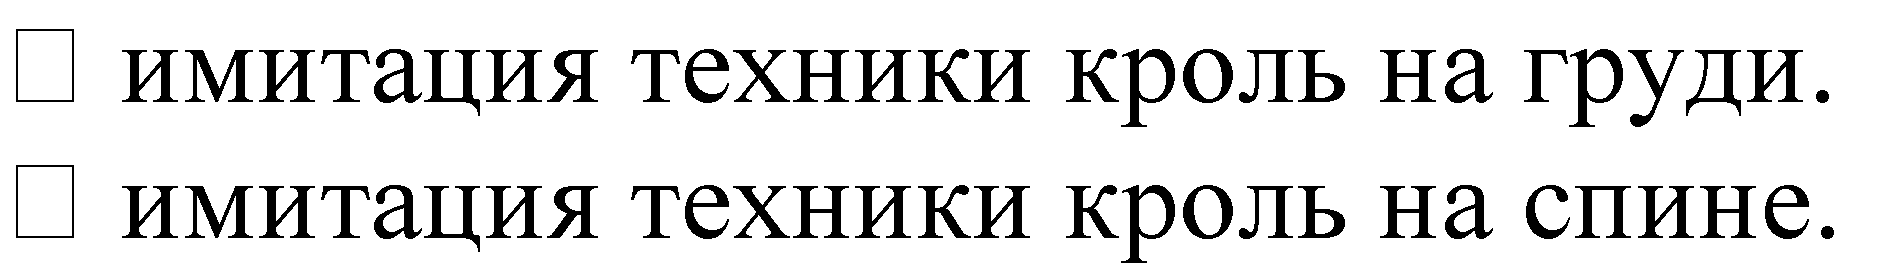 □ имитация техники кроль на груди.
□ имитация техники кроль на спине.